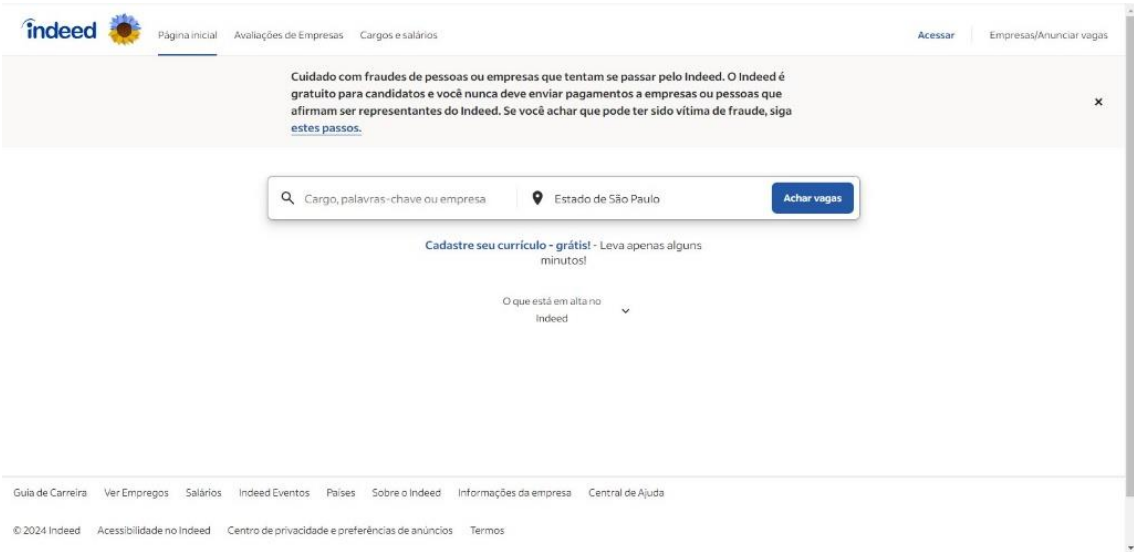 indeed
Página inicial Avaliações de Empresas Cargos e salários Acessar Empresas/Anunciar vagas
Cuidado com fraudes de pessoas ou empresas que tentam se passar pelo Indeed. O Indeed é
gratuito para candidatos e você nunca deve enviar pagamentos a empresas ou pessoas que
afirmam ser representantes do Indeed. Se você achar que pode ter sido vítima de fraude, siga
estes passos.
Cargo, palavras-chave ou empresa Estado de São Paulo Achar vagas
Cadastre seu currículo - grátis! - Leva apenas alguns
minutos!
O que está em alta no
Indeed
Guia de Carreira Ver Empregos Salários Indeed Eventos Países Sobre o Indeed Informações da empresa Central de Ajuda
© 2024 Indeed Acessibilidade no Indeed Centro de privacidade e preferências de anúncios Termos